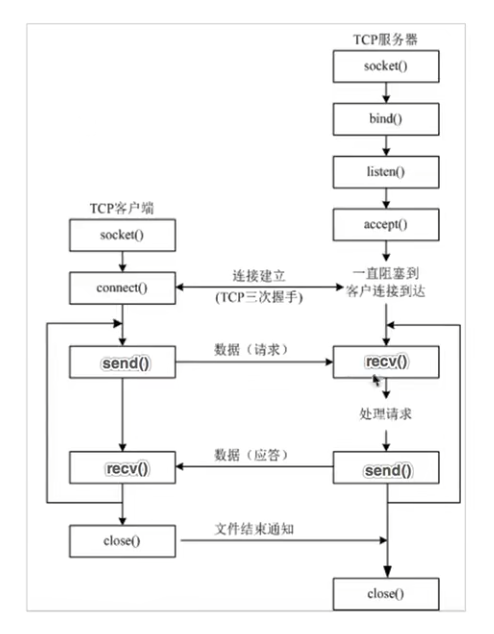 TCP服务器
socket()
bind()
listen()
accept()
TCP客户端
socket()
connect()
连接建立
(TCP三次握手)
一直阻塞到
客户连接到达
send()
数据（请求）
recv()
处理请求
recv()
数据（应答）
send()
close()
文件结束通知
close()